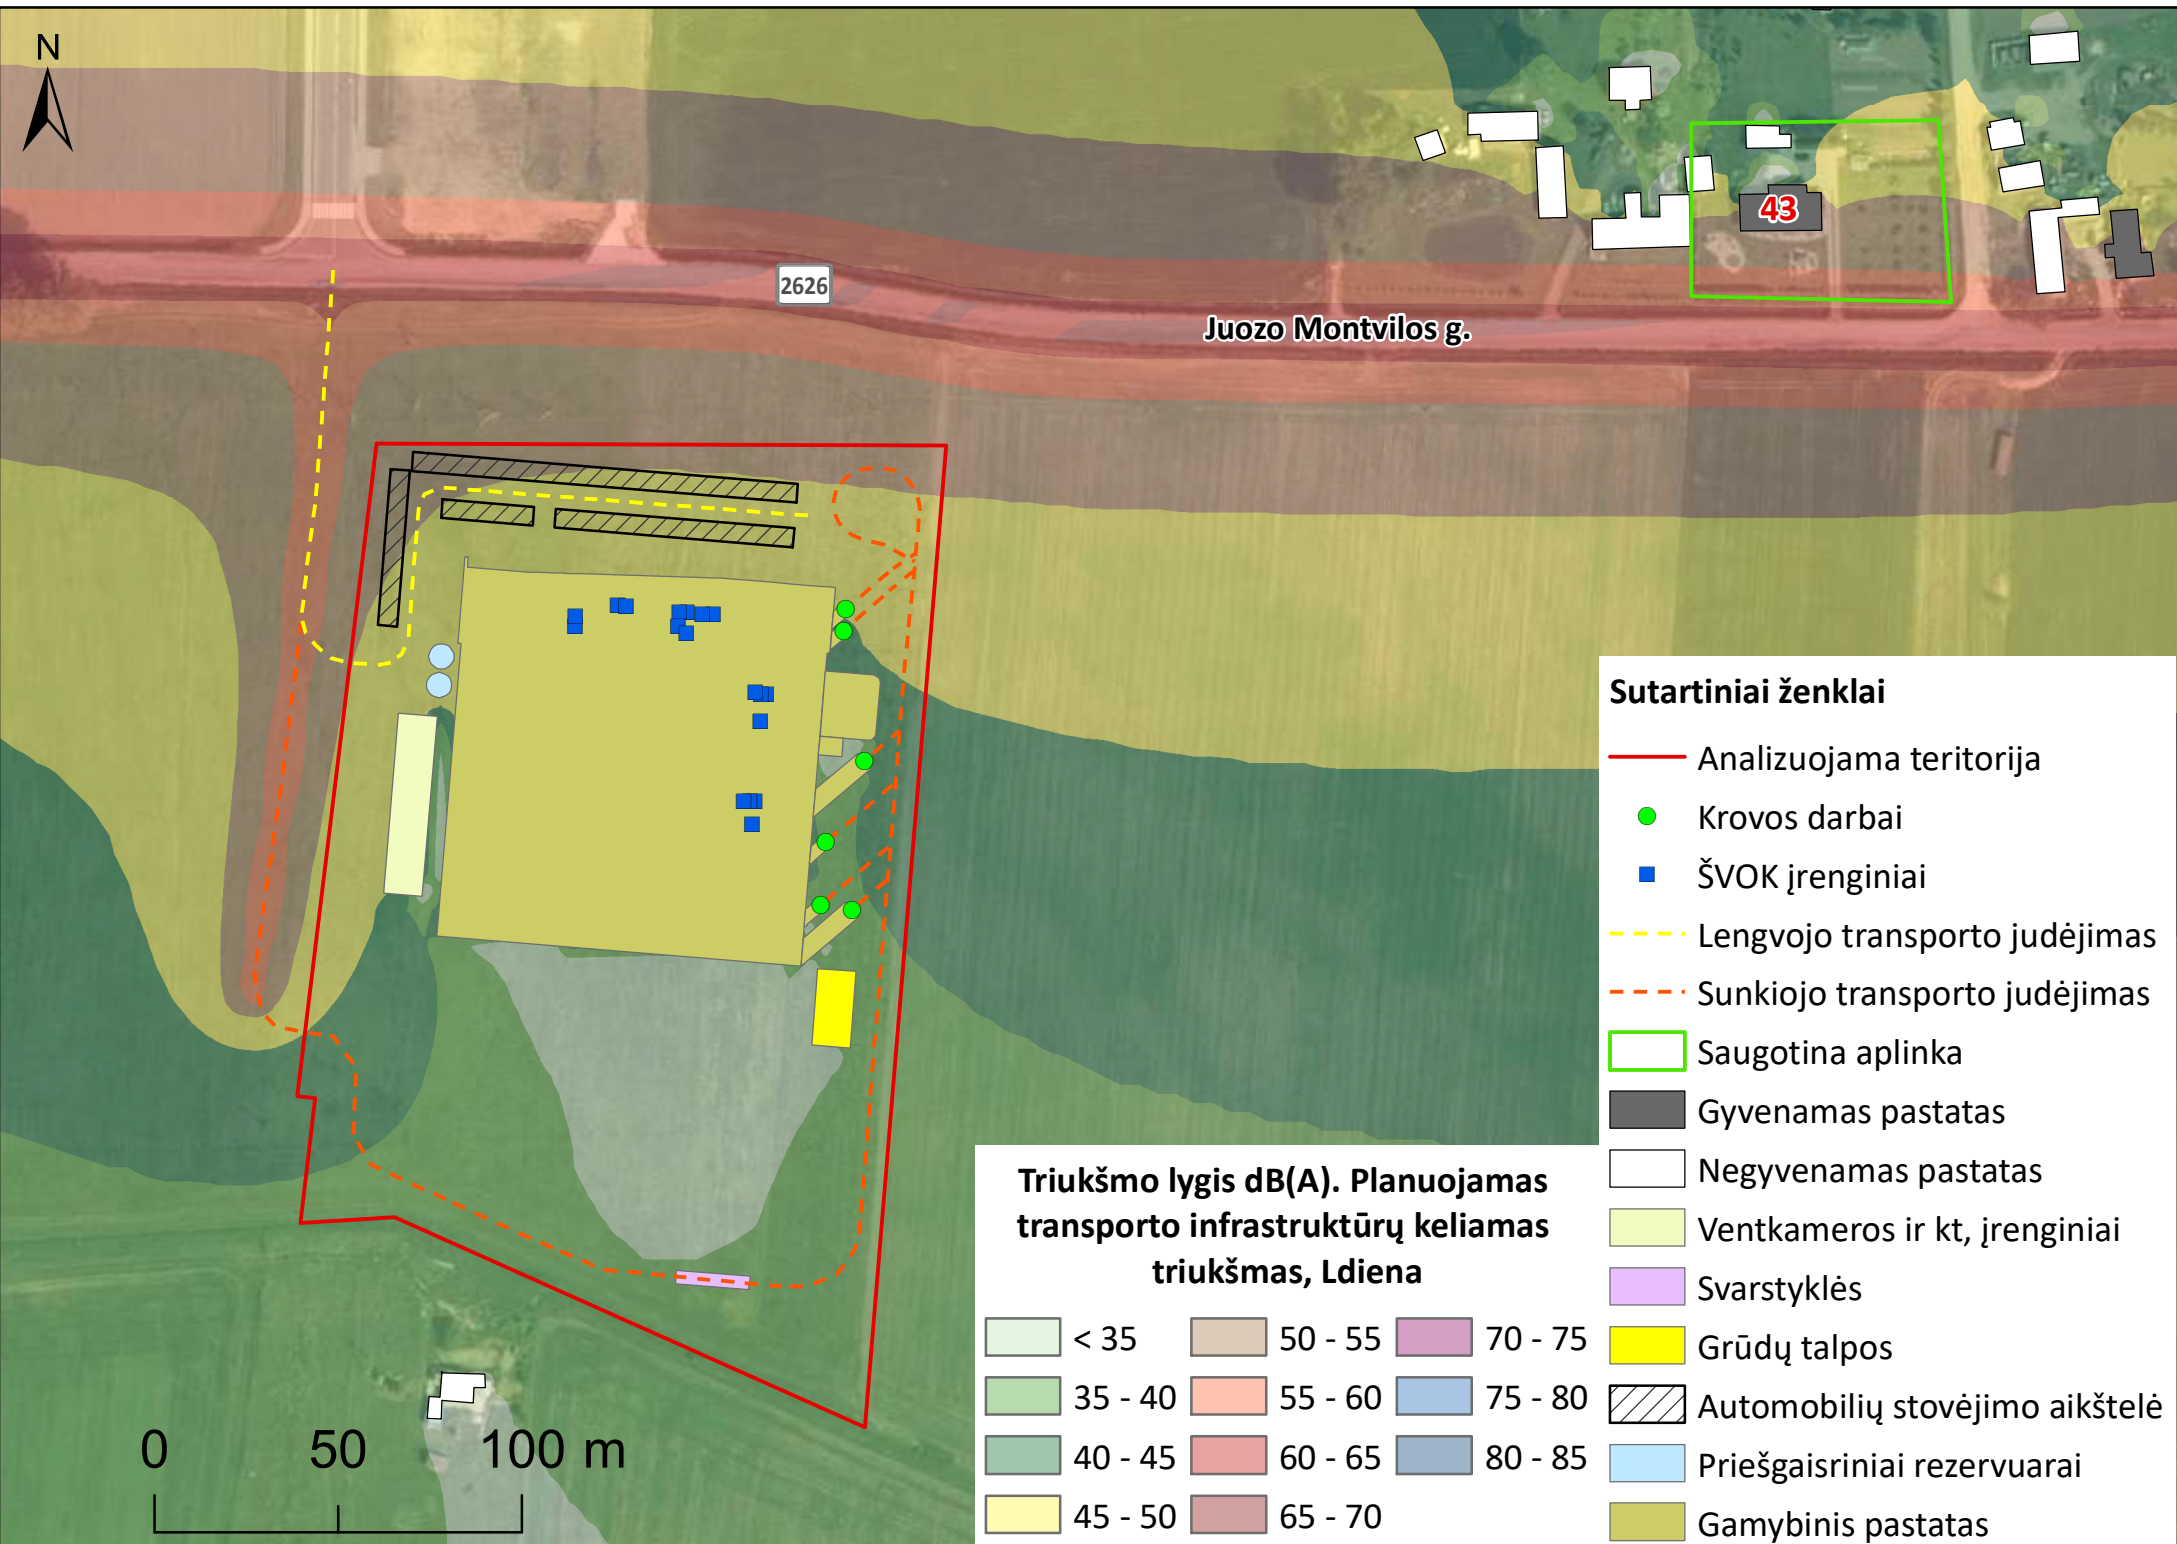 N
43
2626
Juozo Montvilos g.
Sutartiniai ženklai
Analizuojama teritorija
Krovos darbai
ŠVOK įrenginiai
Lengvojo transporto judėjimas
Sunkiojo transporto judėjimas
Saugotina aplinka
Gyvenamas pastatas
Negyvenamas pastatas
Ventkameros ir kt, įrenginiai
Svarstyklės
Grūdų talpos
Automobilių stovėjimo aikštelė
Priešgaisriniai rezervuarai
Gamybinis pastatas
Triukšmo lygis dB(A). Planuojamas
transporto infrastruktūrų keliamas
triukšmas, Ldiena
< 35 50 - 55 70 - 75
35 - 40 55 - 60 75 - 80
40 - 45 60 - 65 80 - 85
45 - 50 65 - 70
0 50 100 m